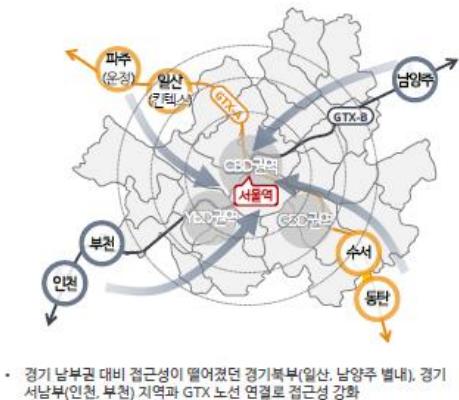 파주
(운정)
일산
(킨텍스)
GTX-A
남양주
GTX-B
CBD권역
서울역
YBD권역
GBD권역
부천
수서
인천
동탄
• 경기 남부권 대비 접근성이 떨어졌던 경기북부(일산, 남양주 별내), 경기
서남부(인천, 부천) 지역과 GTX 노선 연결로 접근성 강화